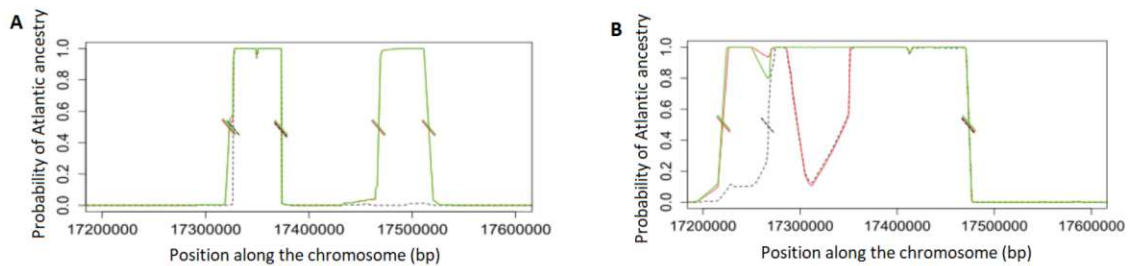 A
Probability of Atlantic ancestry
1.0
0.8
0.6
0.4
0.2
0.0
17200000 17300000 17400000 17500000 17600000
Position along the chromosome (bp)
B
Probability of Atlantic ancestry
1.0
0.8
0.6
0.4
0.2
0.0
17200000 17300000 17400000 17500000 17600000
Position along the chromosome (bp)